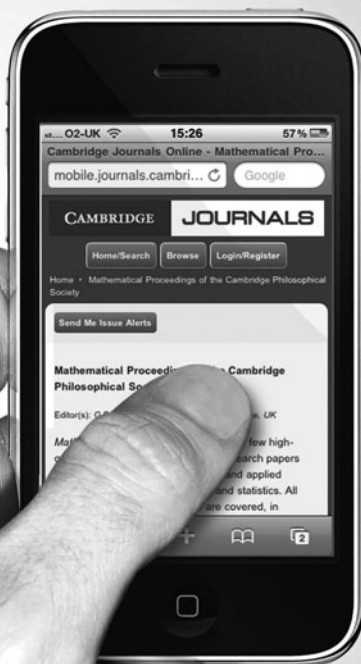 O2-UK 15:26 57%
Cambridge Journals Online - Mathematical Pro...
mobile.journals.cambri... Google
CAMBRIDGE JOURNALS
Home/Search Browse Login/Register
Home • Mathematical Proceedings of the Cambridge Philosophical
Society
Send Me Issue Alerts
Mathematical Cambridge
Philosophical
Editor(s): UK
few high-
search papers
and applied
and statistics. All
are covered, in
2